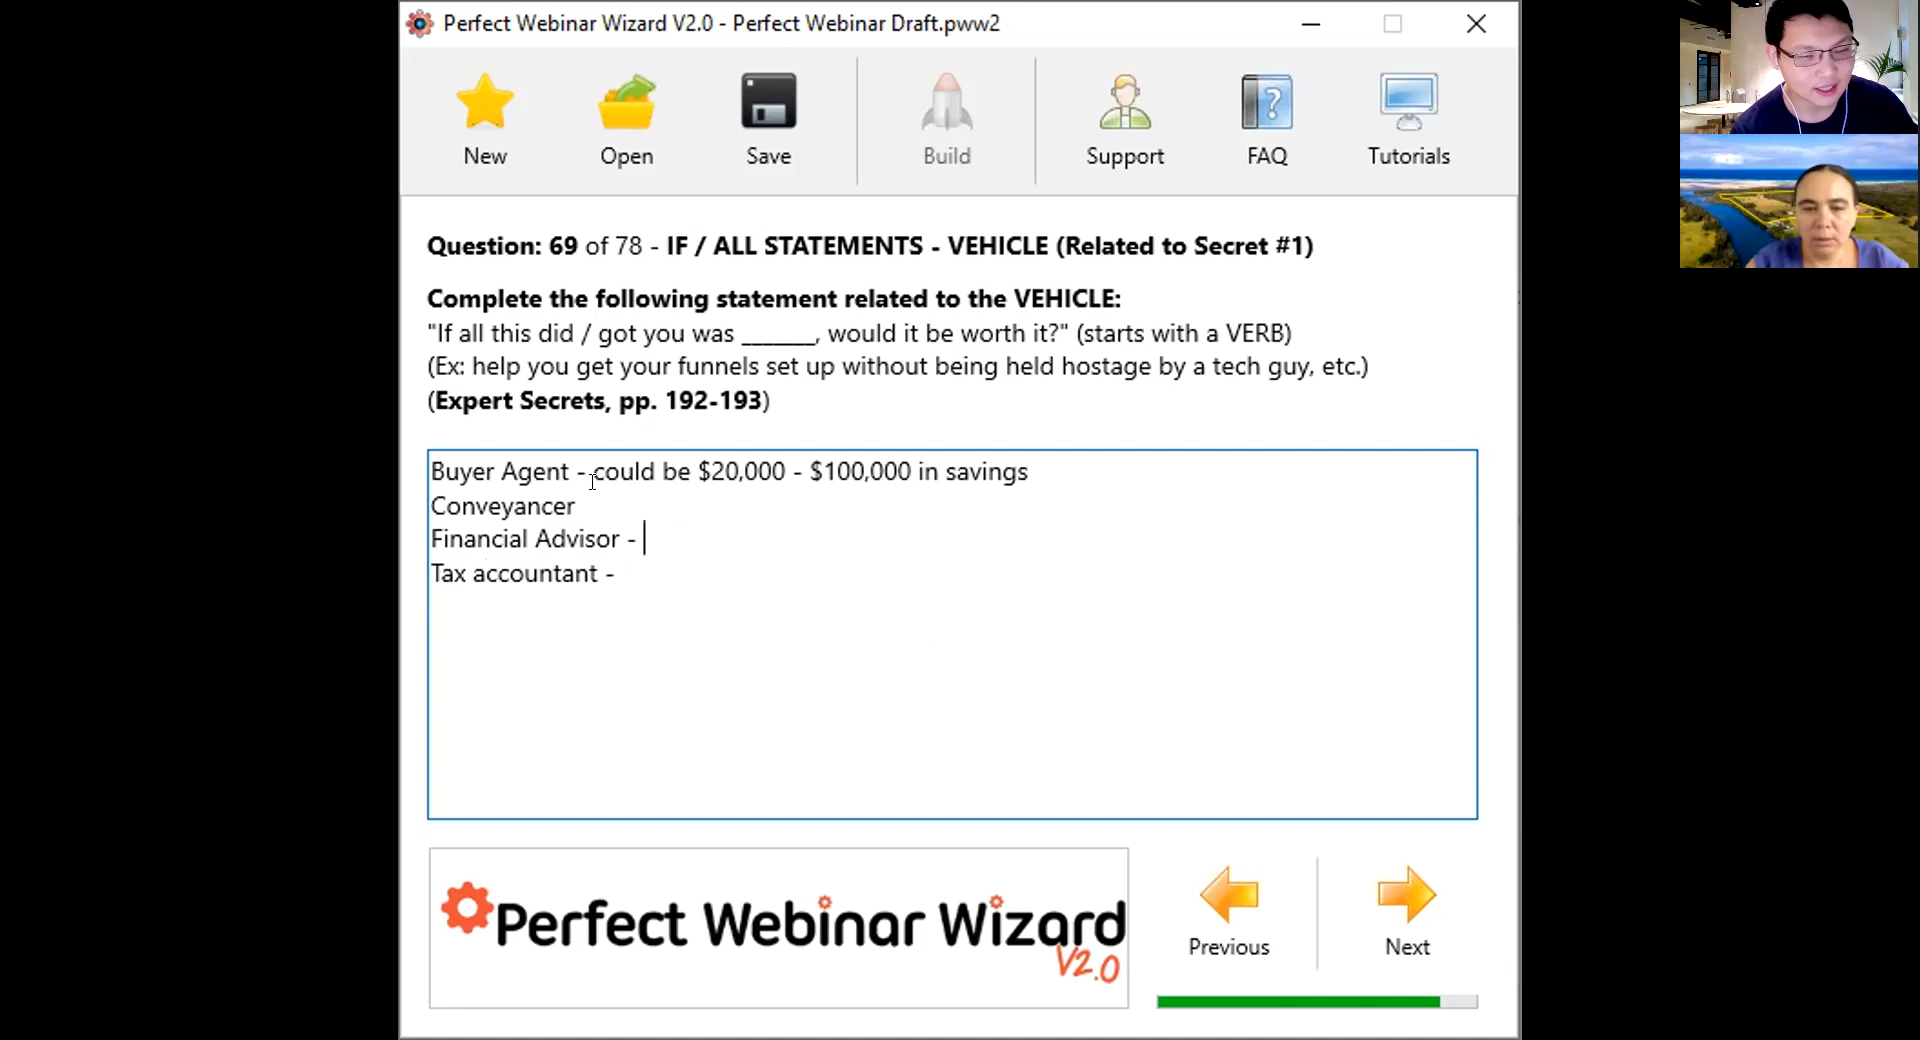 Perfect Webinar Wizard V2.0 - Perfect Webinar Draft.pww2
New
Open
Save
Build
Support
FAQ
Tutorials
Question: 69 of 78 - IF / ALL STATEMENTS - VEHICLE (Related to Secret #1)
Complete the following statement related to the VEHICLE:
"If all this did / got you was ______, would it be worth it?" (starts with a VERB)
(Ex: help you get your funnels set up without being held hostage by a tech guy, etc.)
(Expert Secrets, pp. 192-193)
Buyer Agent - could be $20,000 - $100,000 in savings
Conveyancer
Financial Advisor -
Tax accountant -
Perfect Webinar Wizard
V2.0
Previous
Next